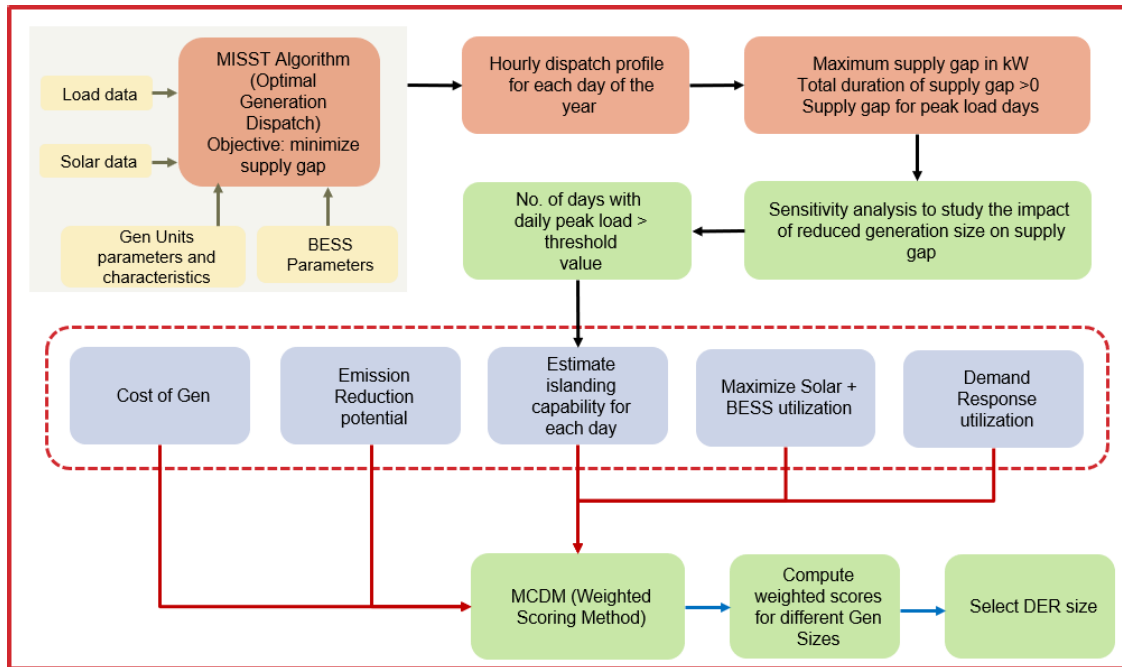 MISST Algorithm
(Optimal
Generation
Dispatch)
Objective: minimize
supply gap
Load data
Solar data
Gen Units
parameters and
characteristics
BESS
Parameters
Hourly dispatch profile
for each day of the
year
Maximum supply gap in kW
Total duration of supply gap >0
Supply gap for peak load days
No. of days with
daily peak load >
threshold
value
Sensitivity analysis to study the impact
of reduced generation size on supply
gap
Cost of Gen
Emission
Reduction
potential
Estimate
islanding
capability for
each day
Maximize Solar +
BESS utilization
Demand
Response
utilization
MCDM (Weighted
Scoring Method)
Compute
weighted scores
for different Gen
Sizes
Select DER size